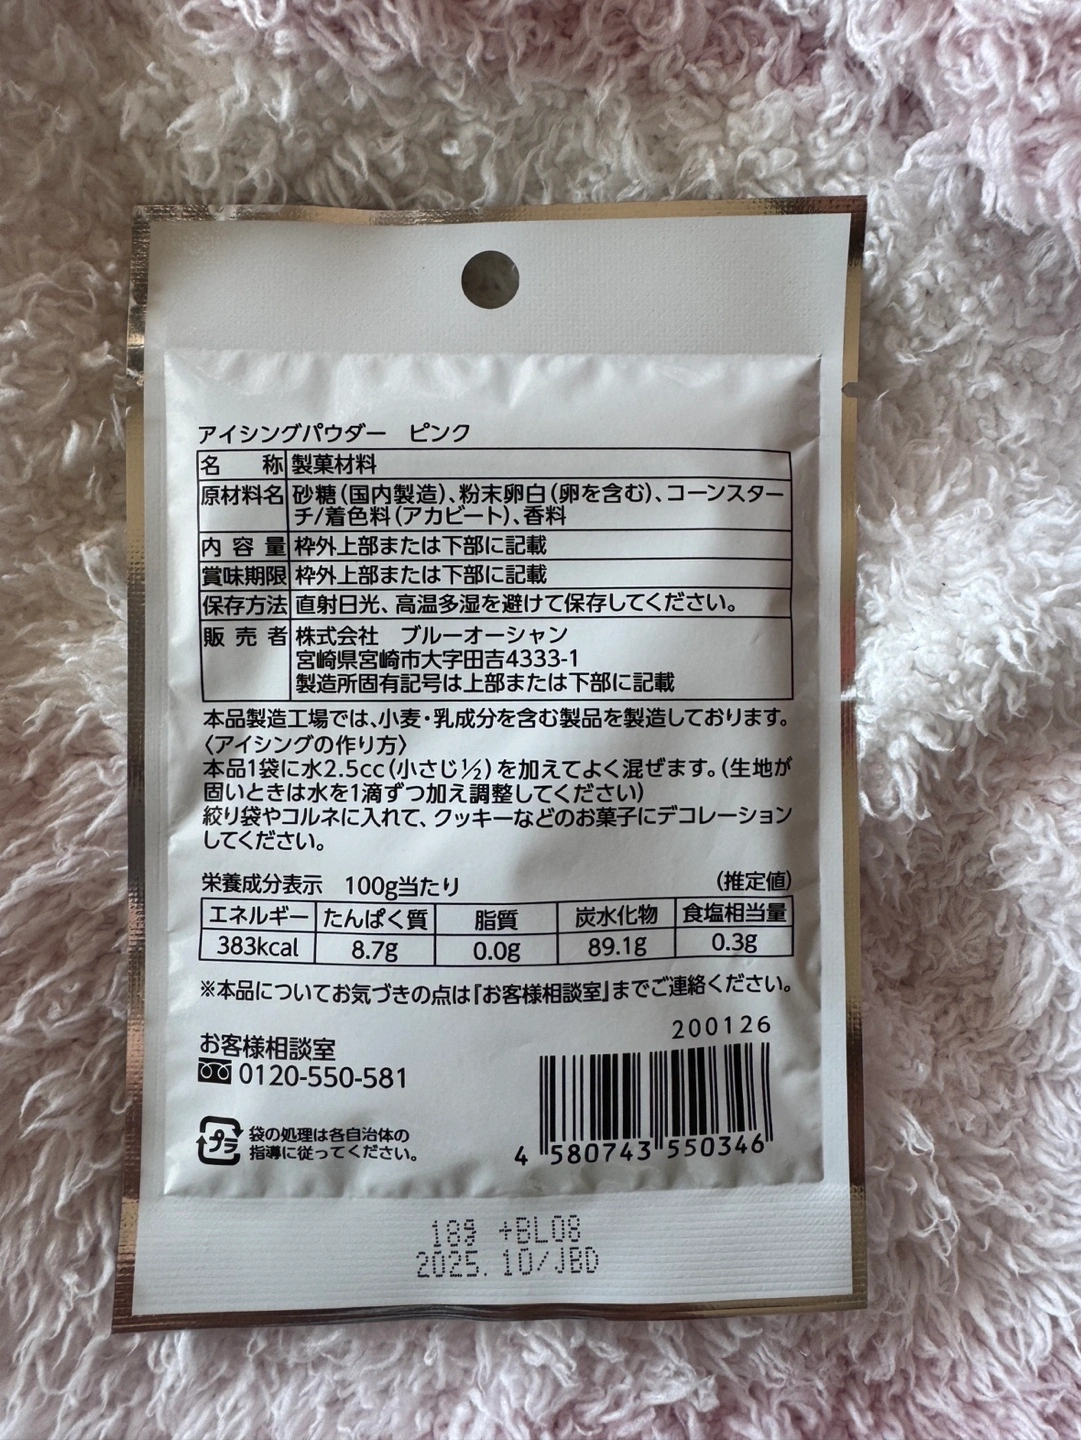 アイシングパウダー　ピンク
名称 製菓材料
原材料名 砂糖(国内製造)、粉末卵白(卵を含む)、コーンスター
チ/着色料(アカビート)、香料
内容量 枠外上部または下部に記載
賞味期限 枠外上部または下部に記載
保存方法 直射日光、高温多湿を避けて保存してください。
販売者 株式会社　ブルーオーシャン
宮崎県宮崎市大字田吉4333-1
製造所固有記号は上部または下部に記載
本品製造工場では、小麦・乳成分を含む製品を製造しております。
〈アイシングの作り方〉
本品1袋に水2.5cc(小さじ½)を加えてよく混ぜます。(生地が
固いときは水を1滴ずつ加え調整してください)
絞り袋やコルネに入れて、クッキーなどのお菓子にデコレーション
してください。
栄養成分表示　100g当たり　(推定値)
エネルギー たんぱく質 脂質 炭水化物 食塩相当量
383kcal 8.7g 0.0g 89.1g 0.3g
※本品についてお気づきの点は『お客様相談室』までご連絡ください。
200126
お客様相談室
0120-550-581
プラ
袋の処理は各自治体の
指導に従ってください。
4 580743 550346
18g +BL08
2025.10/JBD